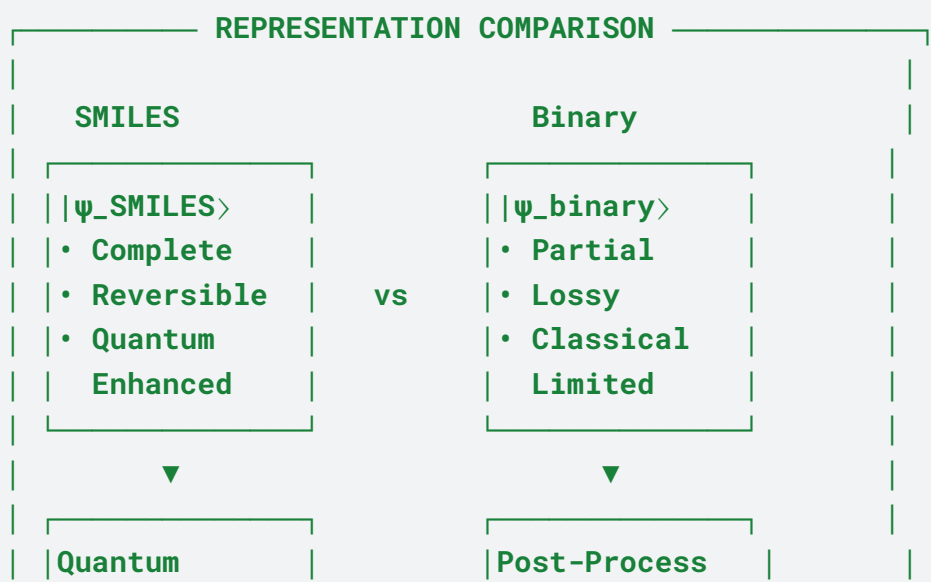 REPRESENTATION COMPARISON
SMILES Binary
|ψ_SMILES⟩ |ψ_binary⟩
• Complete • Partial
• Reversible vs • Lossy
• Quantum • Classical
Enhanced Limited
▼ ▼
Quantum Post-Process